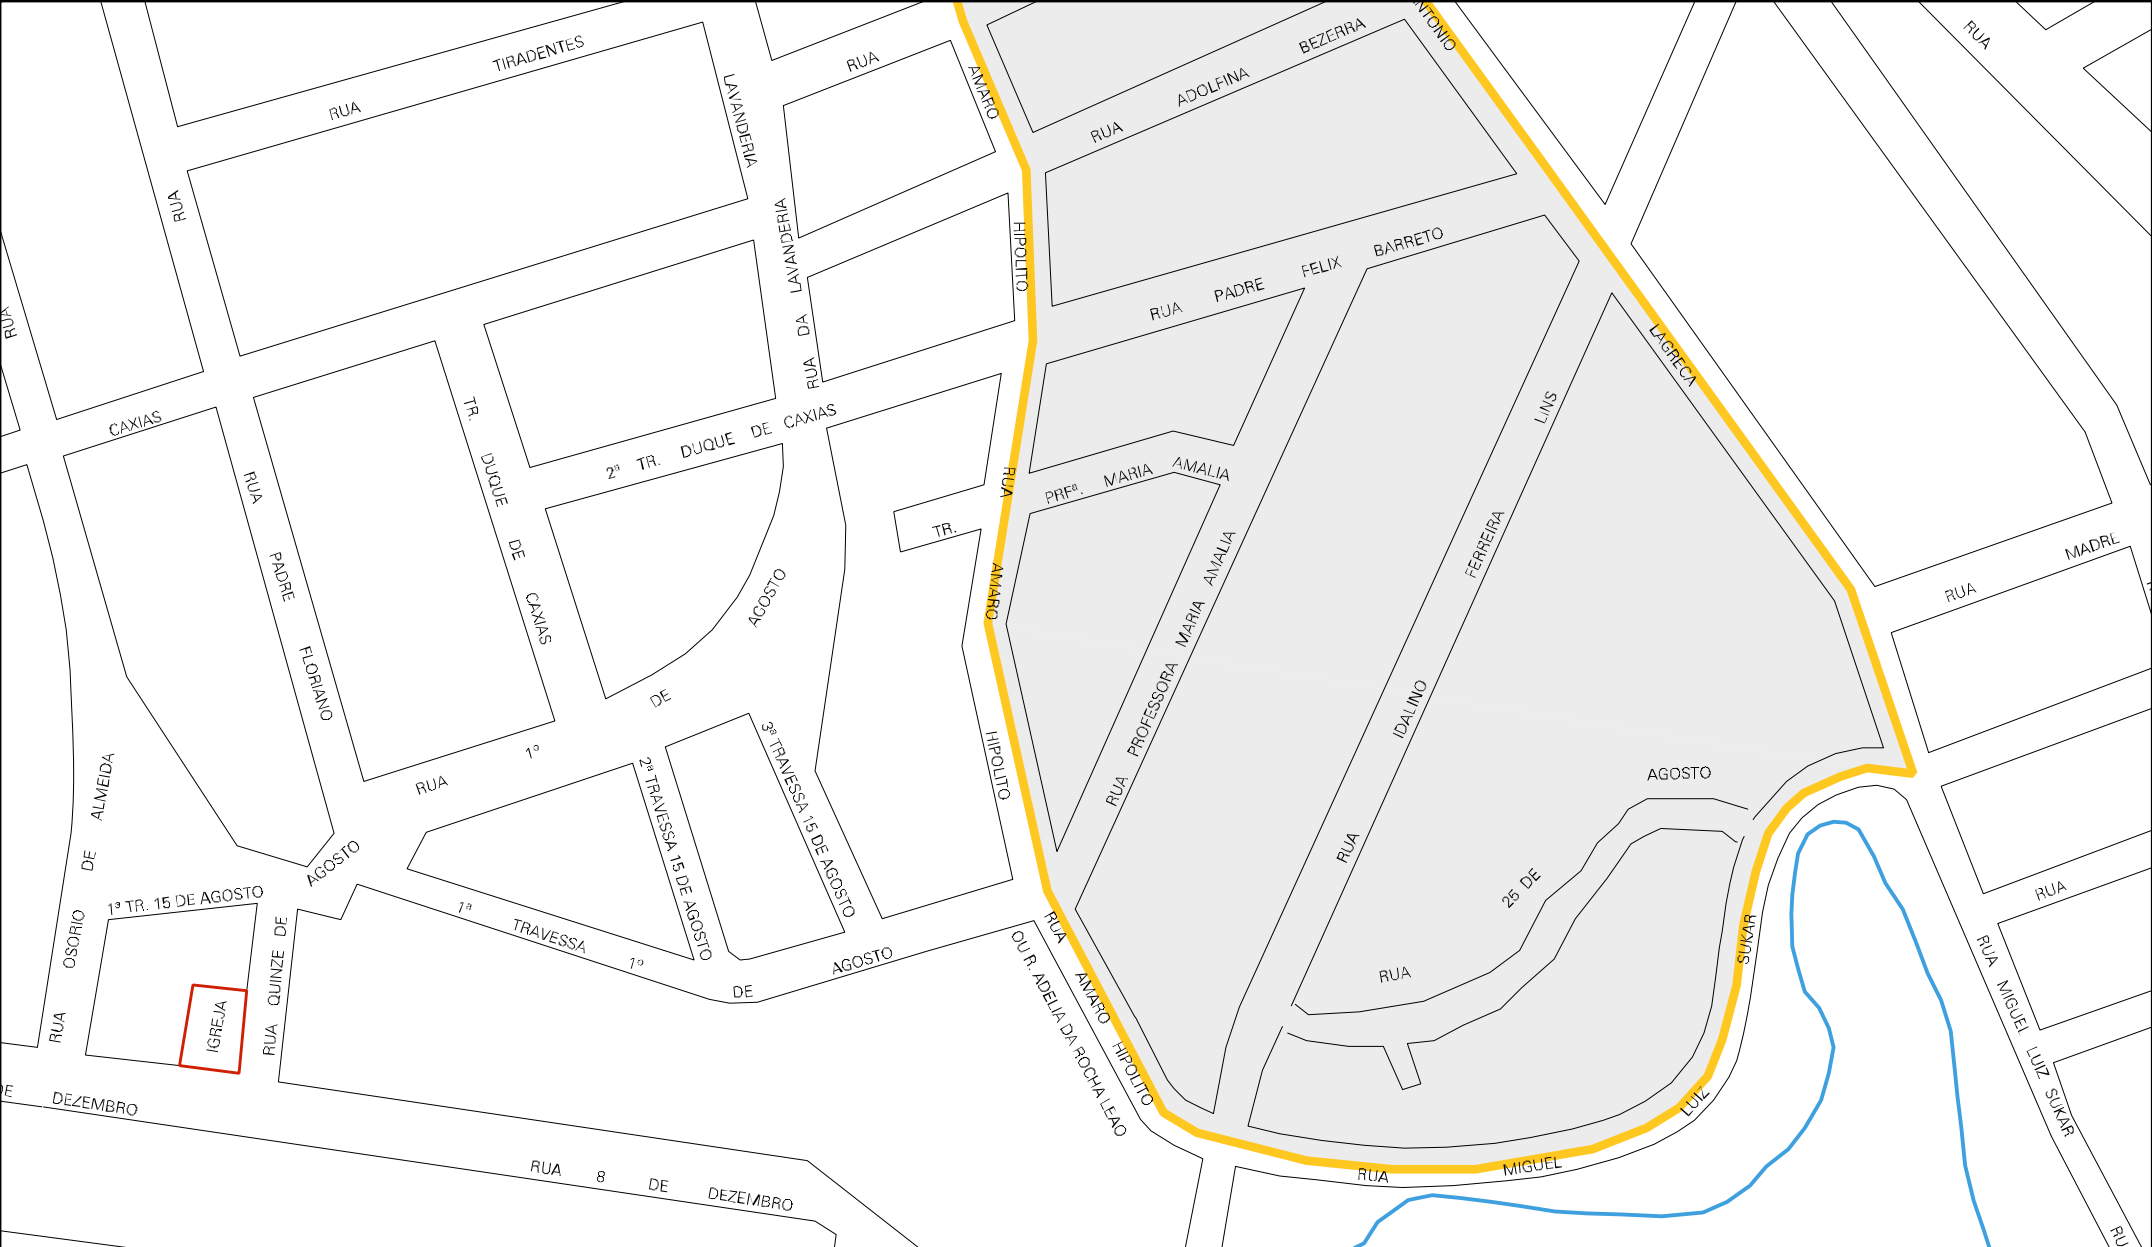 RUA TIRADENTES
LAVANDERIA
RUA
RUA
RUA
AMARO
HIPOLITO
RUA ADOLFINA BEZERRA
NTONIO
LAGRECA
RUA
RUA
RUA DA LAVANDERIA
RUA PADRE FELIX BARRETO
CAXIAS
2ª TR. DUQUE DE CAXIAS
TR. DUQUE DE CAXIAS
RUA PADRE FLORIANO
TR.
RUA
AMARO
HIPOLITO
PRFª. MARIA AMALIA
RUA PROFESSORA MARIA AMALIA
RUA IDALINO FERREIRA LINS
RUA MADRE
RUA 1º DE AGOSTO
AGOSTO
RUA OSORIO DE ALMEIDA
1ª TR. 15 DE AGOSTO
2ª TRAVESSA 15 DE AGOSTO
3ª TRAVESSA 15 DE AGOSTO
1ª TRAVESSA 1º DE AGOSTO
RUA QUINZE DE
IGREJA
RUA AMARO HIPOLITO
OU R. ADELIA DA ROCHA LEAO
RUA 25 DE AGOSTO
RUA MIGUEL LUIZ SUKAR
RUA
RUA MIGUEL LUIZ SUKAR
RU
DE DEZEMBRO
RUA 8 DE DEZEMBRO